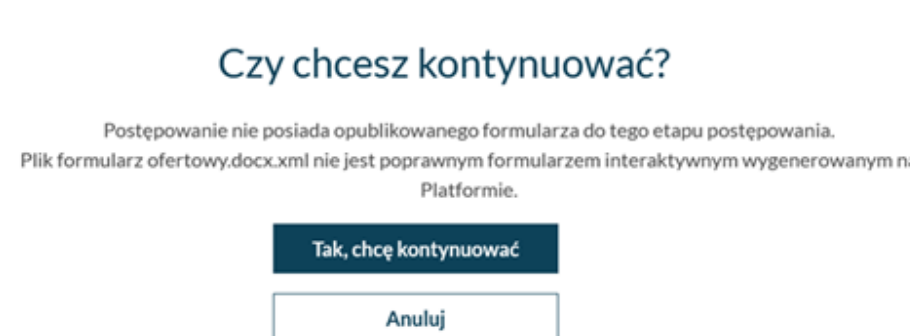 Czy chcesz kontynuować?
Postępowanie nie posiada opublikowanego formularza do tego etapu postępowania.
Plik formularz ofertowy.docx.xml nie jest poprawnym formularzem interaktywnym wygenerowanym na
Platformie.
Tak, chcę kontynuować
Anuluj